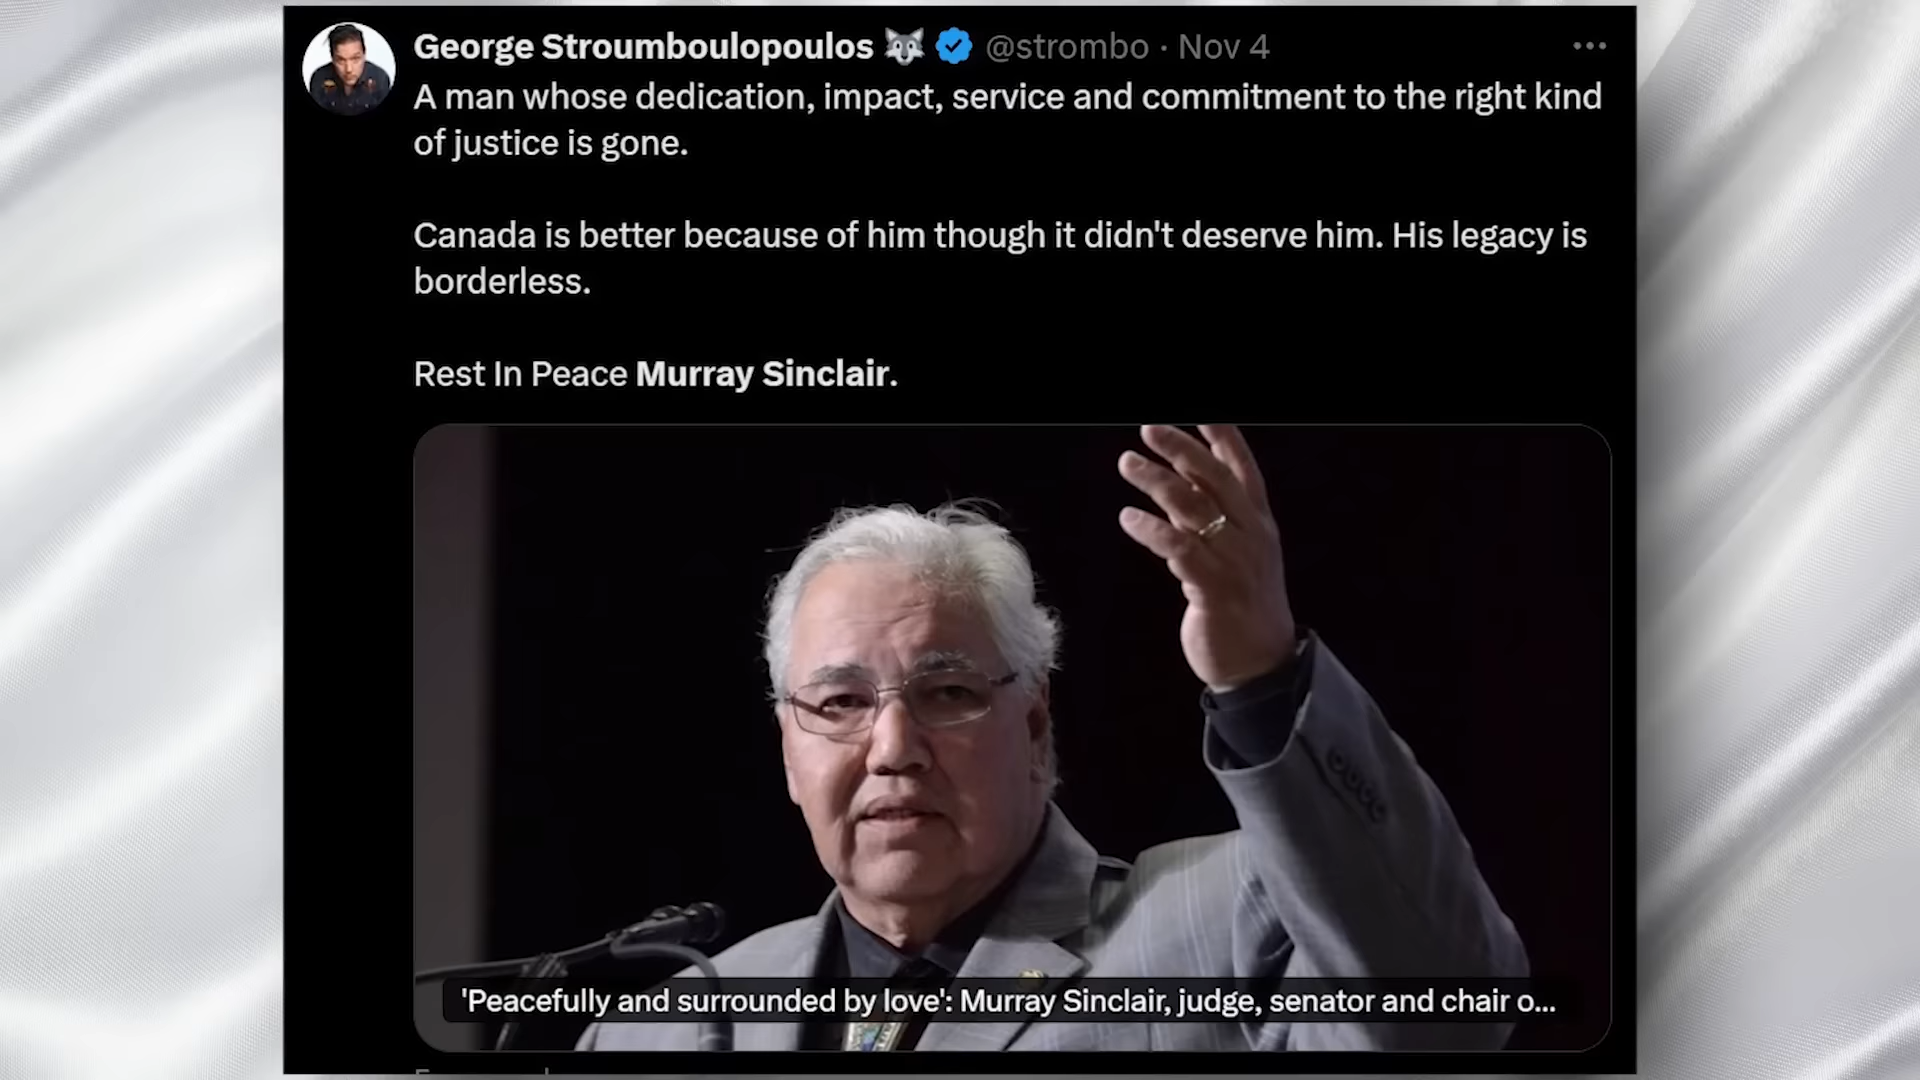 George Stroumboulopoulos 🐺 @strombo · Nov 4
A man whose dedication, impact, service and commitment to the right kind
of justice is gone.
Canada is better because of him though it didn't deserve him. His legacy is
borderless.
Rest In Peace Murray Sinclair.
'Peacefully and surrounded by love': Murray Sinclair, judge, senator and chair o...